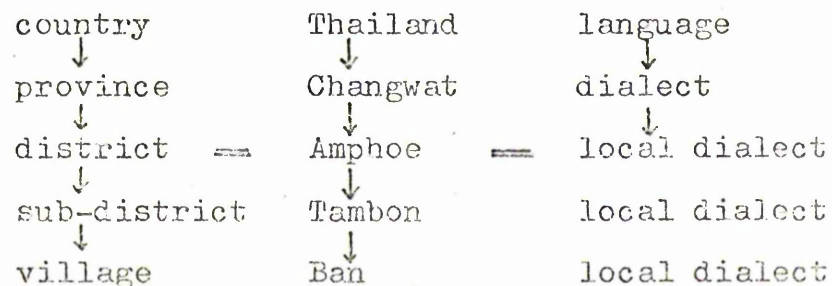 country Thailand language
↓ ↓ ↓
province Changwat dialect
↓ ↓ ↓
district = Amphoe = local dialect
↓ ↓
sub-district Tambon local dialect
↓ ↓
village Ban local dialect